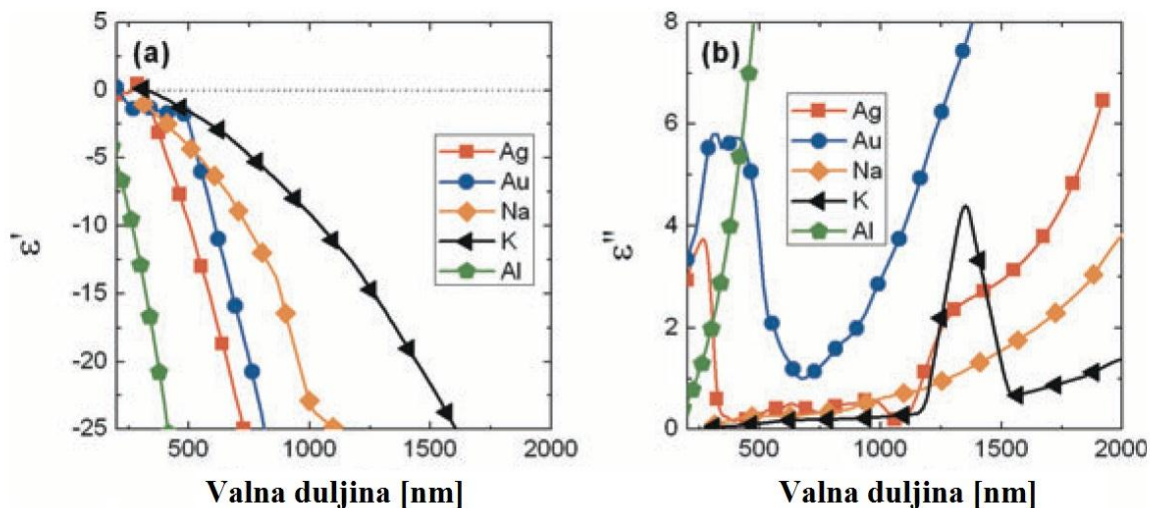 (a)
5
0
-5
-10
-15
-20
-25
ε'
500
1000
1500
2000
Valna duljina [nm]
Ag
Au
Na
K
Al
(b)
8
6
4
2
0
ε''
500
1000
1500
2000
Valna duljina [nm]
Ag
Au
Na
K
Al